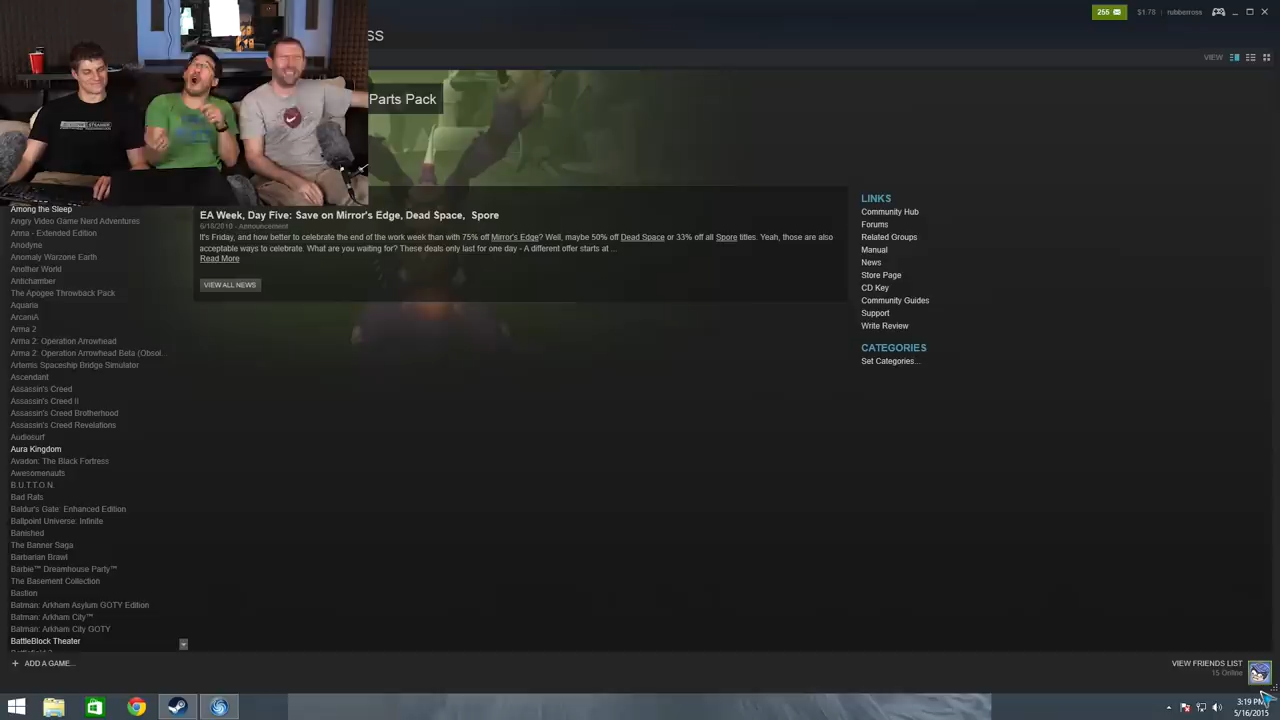 255
$1.78
rubberross
SS
VIEW
Parts Pack
Among the Sleep
Angry Video Game Nerd Adventures
Anna - Extended Edition
Anodyne
Anomaly Warzone Earth
Another World
Antichamber
The Apogee Throwback Pack
Aquaria
ArcaniA
Arma 2
Arma 2: Operation Arrowhead
Arma 2: Operation Arrowhead Beta (Obsol...
Artemis Spaceship Bridge Simulator
Ascendant
Assassin's Creed
Assassin's Creed II
Assassin's Creed Brotherhood
Assassin's Creed Revelations
Audiosurf
Aura Kingdom
Avadon: The Black Fortress
Awesomenauts
B.U.T.T.O.N.
Bad Rats
Baldur's Gate: Enhanced Edition
Ballpoint Universe: Infinite
Banished
The Banner Saga
Barbarian Brawl
Barbie™ Dreamhouse Party™
The Basement Collection
Bastion
Batman: Arkham Asylum GOTY Edition
Batman: Arkham City™
Batman: Arkham City GOTY
BattleBlock Theater
+ ADD A GAME...
EA Week, Day Five: Save on Mirror's Edge, Dead Space, Spore
6/18/2010 - Announcement
It's Friday, and how better to celebrate the end of the work week than with 75% off Mirror's Edge? Well, maybe 50% off Dead Space or 33% off all Spore titles. Yeah, those are also
acceptable ways to celebrate. What are you waiting for? These deals only last for one day - A different offer starts at ...
Read More
VIEW ALL NEWS
LINKS
Community Hub
Forums
Related Groups
Manual
News
Store Page
CD Key
Community Guides
Support
Write Review
CATEGORIES
Set Categories...
VIEW FRIENDS LIST
15 Online
3:19 PM
5/16/2015